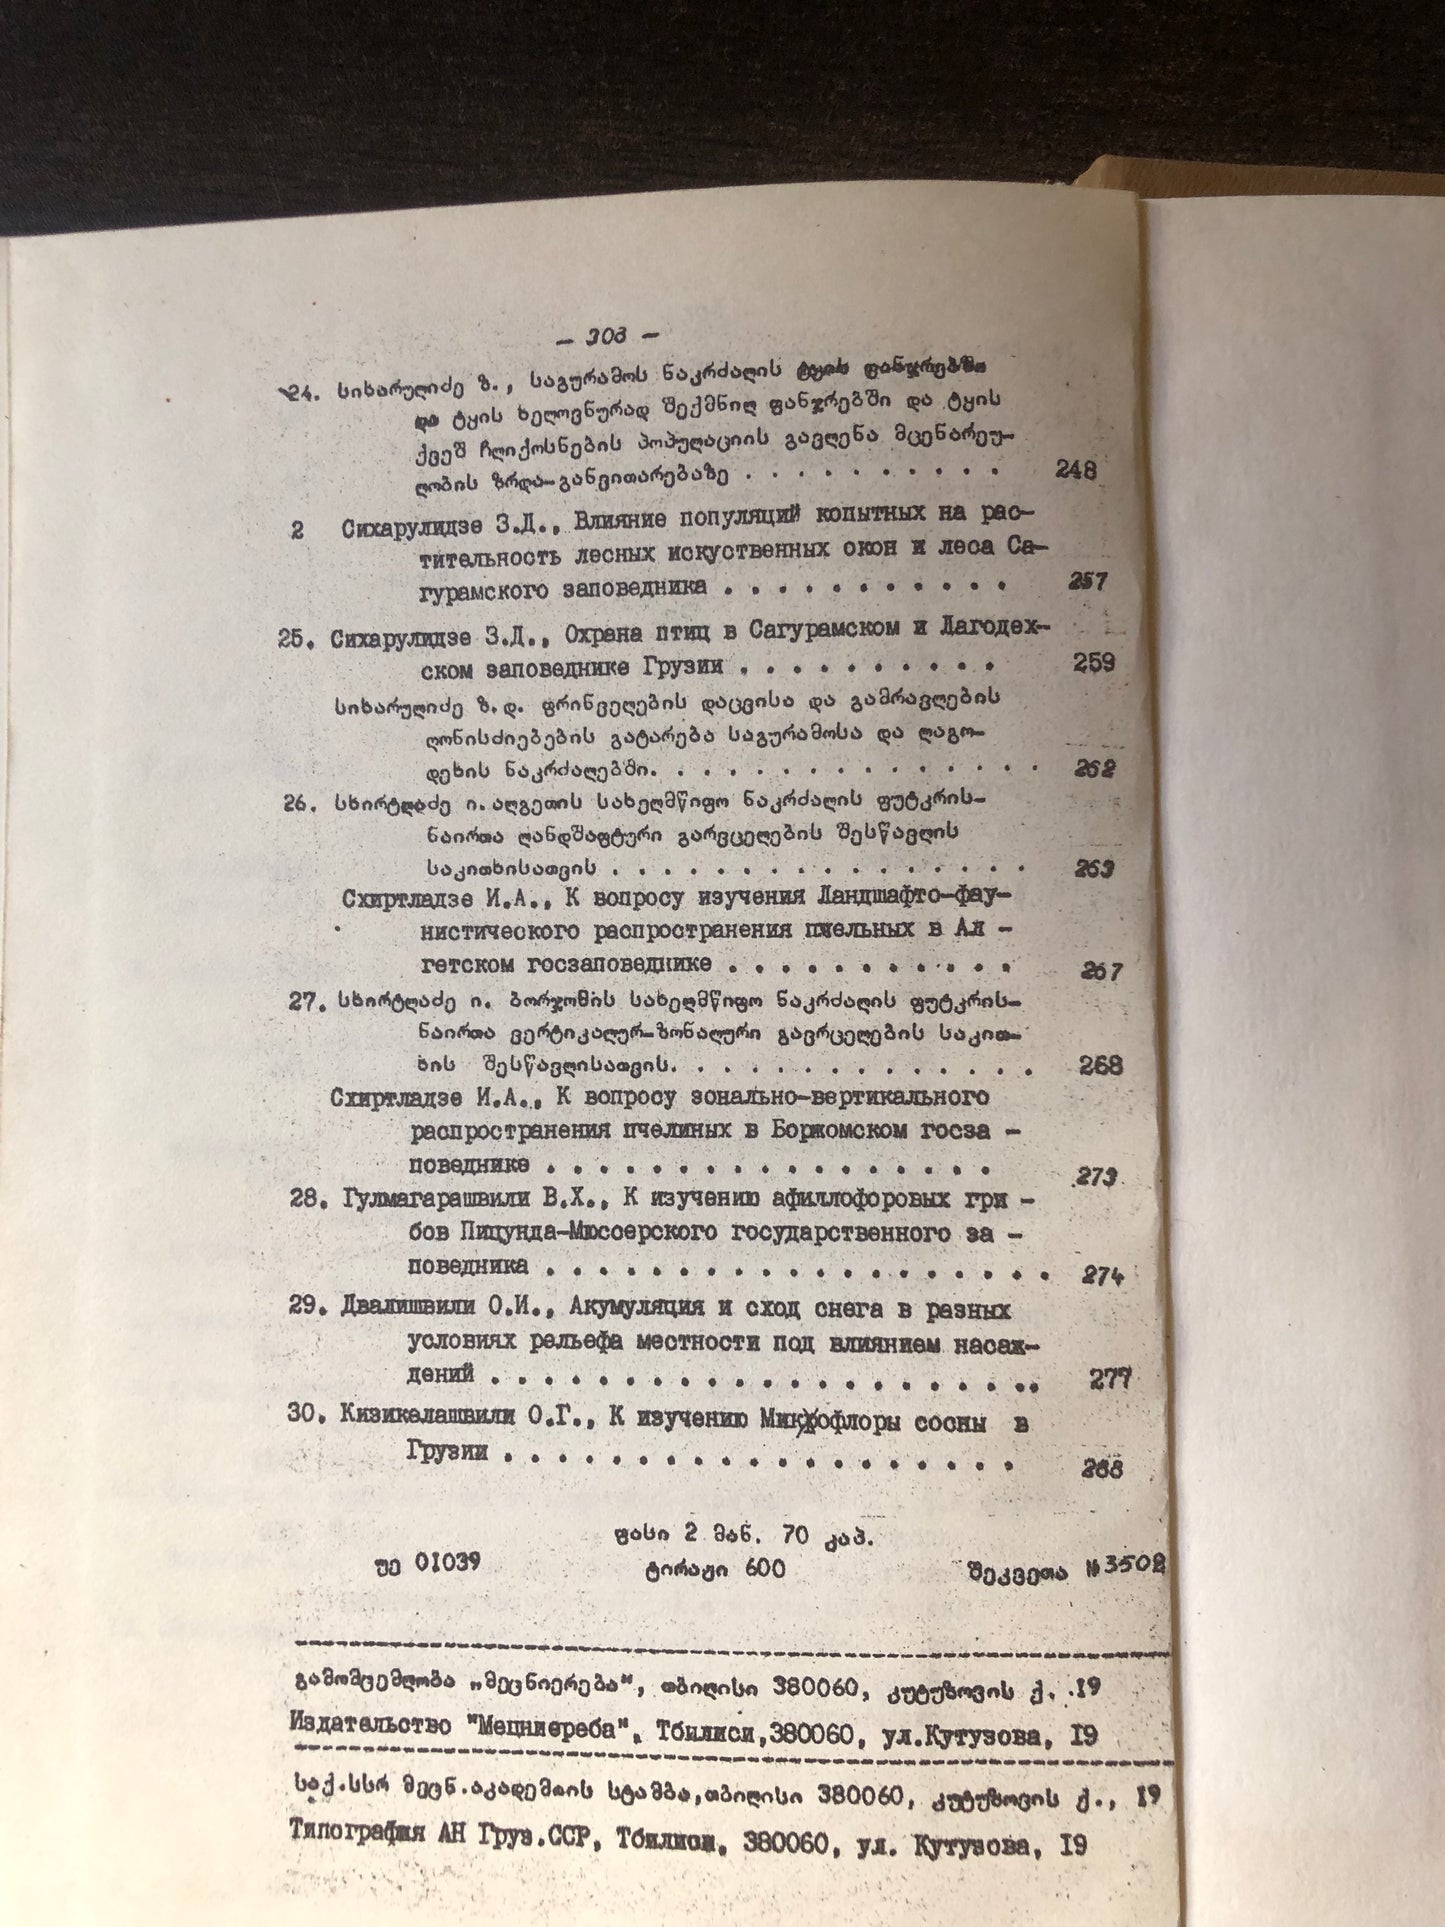 – 308 –
24. სიხარულიძე ზ., საგურამოს ნაკრძალის ტყის ფანჯრებში
და ტყის ხელოვნურად შექმნილ ფანჯრებში და ტყის
ქვეშ ჩლიქოსნების პოპულაციის გავლენა მცენარეუ–
ლობის ზრდა–განვითარებაზე . . . . . . . . . . 248
2 Сихарулидзе З.Д., Влияние популяций копытных на рас–
тительность лесных искуственных окон и леса Са–
гурамского заповедника . . . . . . . . . . . 257
25. Сихарулидзе З.Д., Охрана птиц в Сагурамском и Лагодех–
ском заповеднике Грузии . . . . . . . . . . 259
სიხარულიძე ზ.დ. ფრინველების დაცვისა და გამრავლების
ღონისძიებების გატარება საგურამოსა და ლაგო–
დეხის ნაკრძალებში. . . . . . . . . . . . . . . 262
26. სხირტლაძე ი. ალგეთის სახელმწიფო ნაკრძალის ფუტკრის–
ნაირთა ლანდშაფტური გარვცელების შესწავლის
საკითხისათვის . . . . . . . . . . . . . . . . 263
Схиртладзе И.А., К вопросу изучения Ландшафто–фау–
нистического распространения пчельных в Ал –
гетском госзаповеднике . . . . . . . . . . . 267
27. სხირტლაძე ი. ბორჯომის სახელმწიფო ნაკრძალის ფუტკრის–
ნაირთა ვერტიკალურ–ზონალური გავრცელების საკით–
ხის შესწავლისათვის. . . . . . . . . . . . . . 268
Схиртладзе И.А., К вопросу зонально–вертикального
распространения пчелиных в Боржомском госза –
поведнике . . . . . . . . . . . . . . . . . 273
28. Гулмагарашвили В.Х., К изучению афиллофоровых гри –
бов Пицунда–Мюссерского государственного за –
поведника . . . . . . . . . . . . . . . . . . . 274
29. Двалишвили О.И., Акумуляция и сход снега в разных
условиях рельефа местности под влиянием насаж–
дений . . . . . . . . . . . . . . . . . . . . .. 277
30. Кизикелашвили О.Г., К изучению Микофлоры сосны в
Грузии . . . . . . . . . . . . . . . . . . .
ფასი 2 მან. 70 კაპ.
უე 01039 ტირაჟი 600 შეკვეთა №3502
გამომცემლობა „მეცნიერება", თბილისი 380060, კუტუზოვის ქ. 19
Издательство "Мецниереба", Тбилиси,380060, ул.Кутузова, 19
საქ.სსრ მეცნ.აკადემიის სტამბა,თბილისი 380060, კუტუზოვის ქ., 19
Типография АН Груз.ССР, Тбилиси, 380060, ул. Кутузова, 19